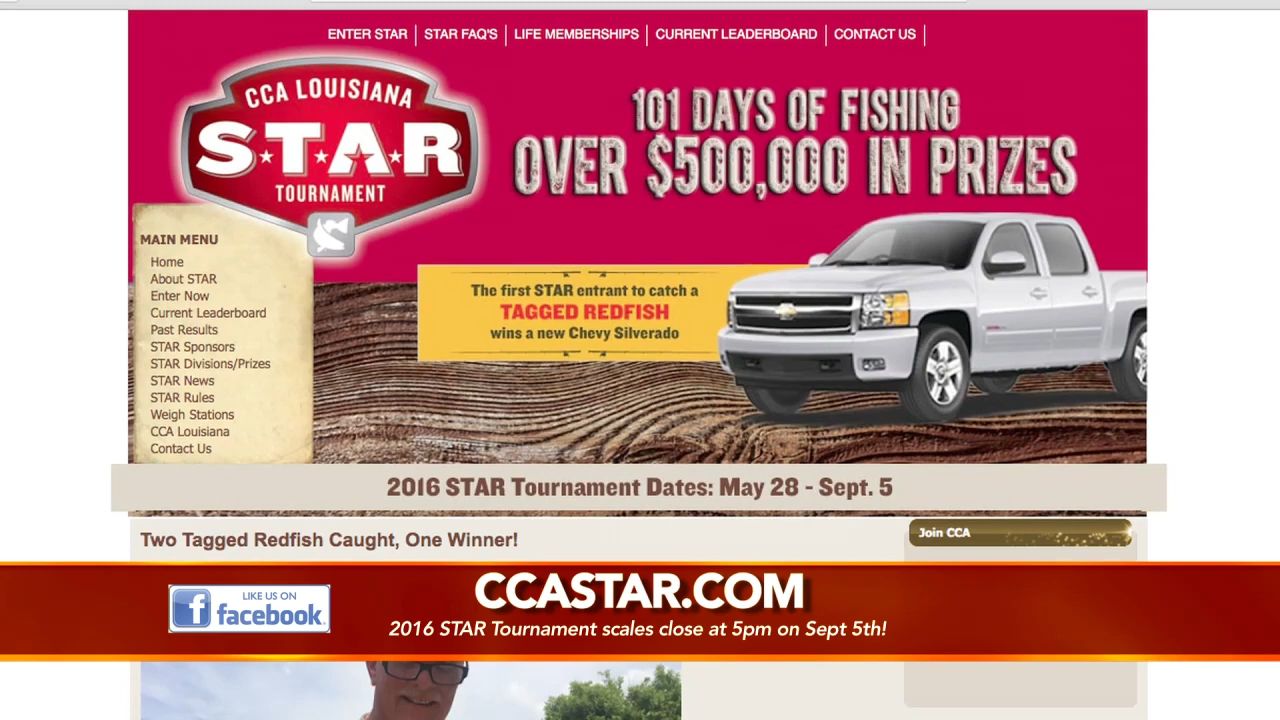 ENTER STAR
STAR FAQ'S
LIFE MEMBERSHIPS
CURRENT LEADERBOARD
CONTACT US
CCA LOUISIANA
S★T★A★R
TOURNAMENT
101 DAYS OF FISHING
OVER $500,000 IN PRIZES
The first STAR entrant to catch a
TAGGED REDFISH
wins a new Chevy Silverado
MAIN MENU
Home
About STAR
Enter Now
Current Leaderboard
Past Results
STAR Sponsors
STAR Divisions/Prizes
STAR News
STAR Rules
Weigh Stations
CCA Louisiana
Contact Us
2016 STAR Tournament Dates: May 28 - Sept. 5
Two Tagged Redfish Caught, One Winner!
Join CCA
LIKE US ON
f facebook
CCASTAR.COM
2016 STAR Tournament scales close at 5pm on Sept 5th!